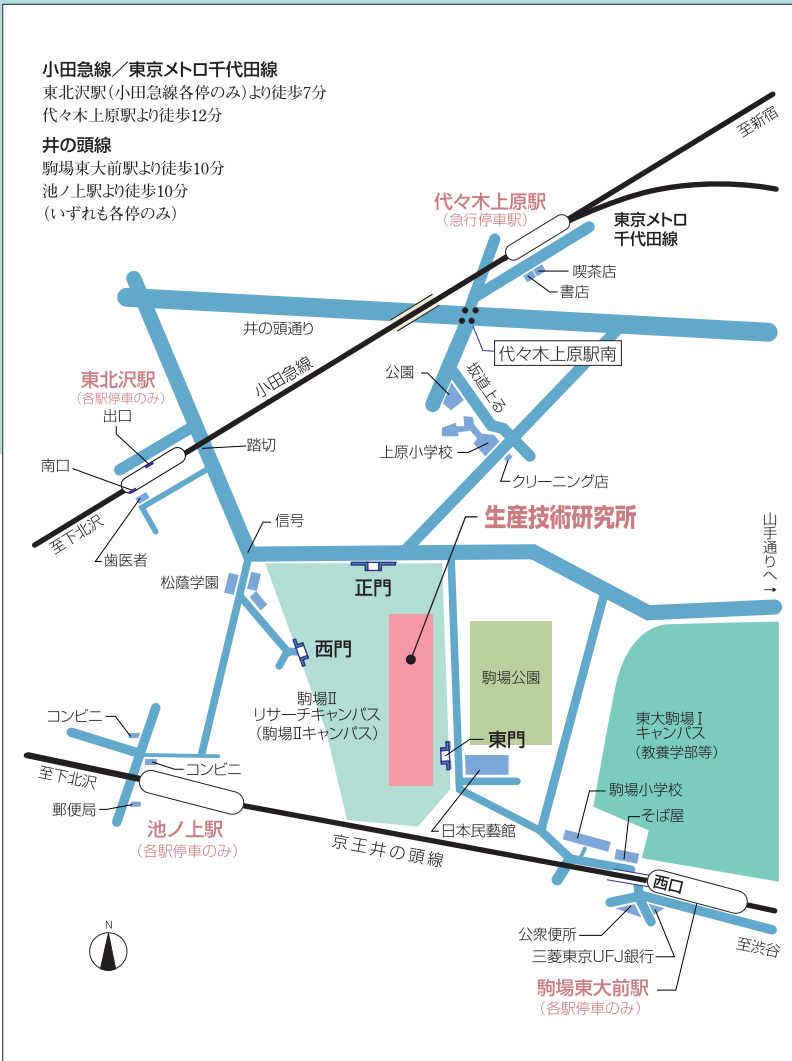 小田急線／東京メトロ千代田線
東北沢駅（小田急線各停のみ）より徒歩7分
代々木上原駅より徒歩12分
井の頭線
駒場東大前駅より徒歩10分
池ノ上駅より徒歩10分
（いずれも各停のみ）
至新宿
代々木上原駅
（急行停車駅）
東京メトロ
千代田線
喫茶店
書店
井の頭通り
代々木上原駅南
小田急線
東北沢駅
（各駅停車のみ）
出口
公園
坂道上る
踏切
上原小学校
南口
クリーニング店
至下北沢
生産技術研究所
信号
山手通りへ→
歯医者
松蔭学園
正門
西門
駒場公園
駒場Ⅱ
リサーチキャンパス
（駒場Ⅱキャンパス）
コンビニ
東大駒場Ⅰ
キャンパス
（教養学部等）
東門
コンビニ
至下北沢
駒場小学校
郵便局
そば屋
池ノ上駅
（各駅停車のみ）
日本民藝館
京王井の頭線
西口
N
公衆便所
三菱東京UFJ銀行
至渋谷
駒場東大前駅
（各駅停車のみ）